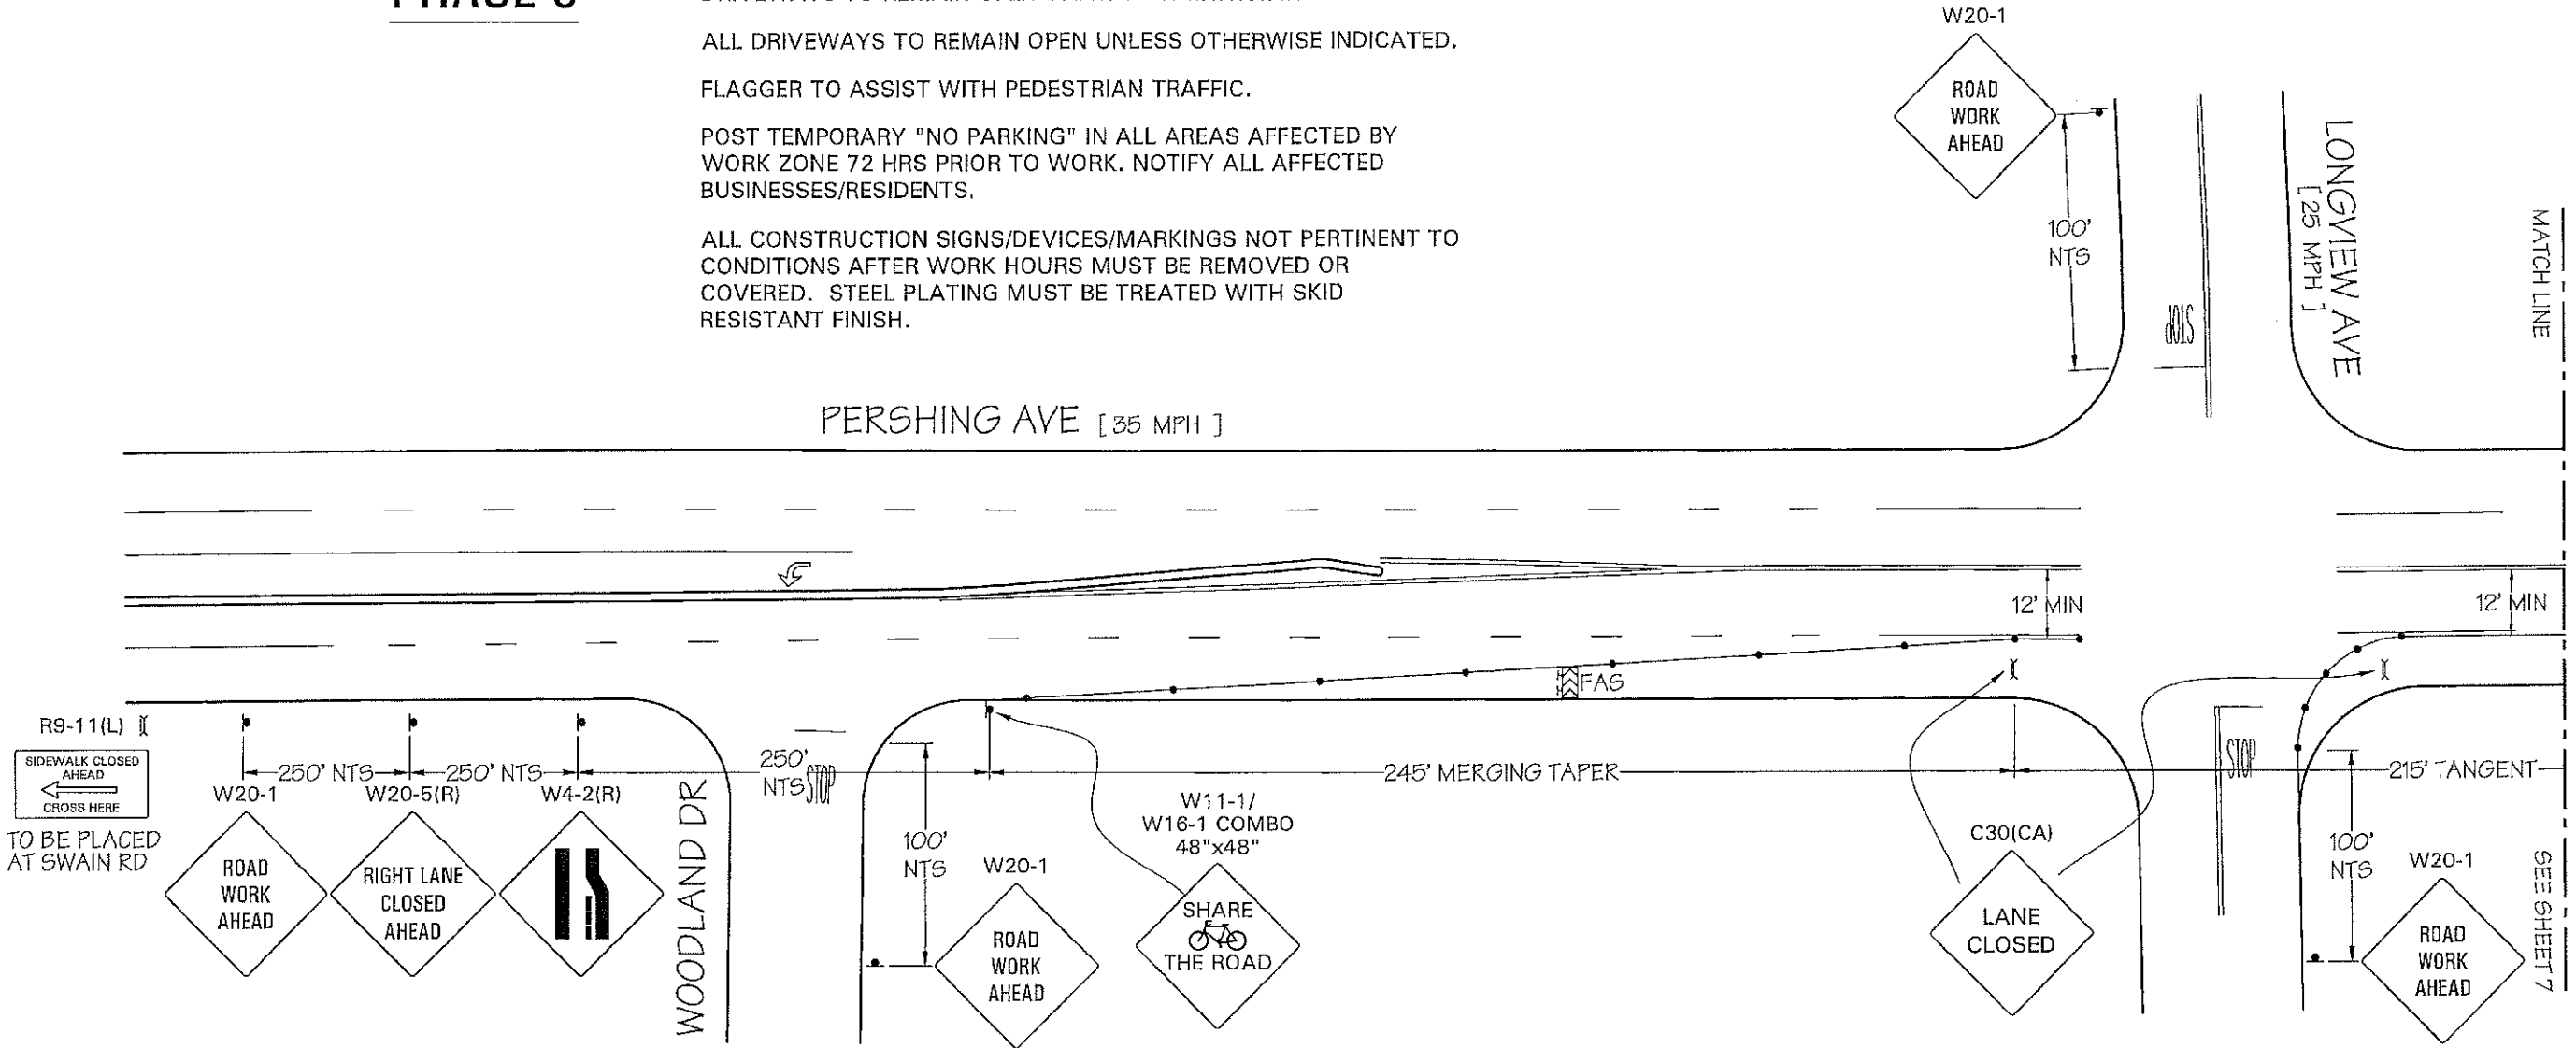 ALL DRIVEWAYS TO REMAIN OPEN UNLESS OTHERWISE INDICATED.
FLAGGER TO ASSIST WITH PEDESTRIAN TRAFFIC.
POST TEMPORARY "NO PARKING" IN ALL AREAS AFFECTED BY
WORK ZONE 72 HRS PRIOR TO WORK. NOTIFY ALL AFFECTED
BUSINESSES/RESIDENTS.
ALL CONSTRUCTION SIGNS/DEVICES/MARKINGS NOT PERTINENT TO
CONDITIONS AFTER WORK HOURS MUST BE REMOVED OR
COVERED. STEEL PLATING MUST BE TREATED WITH SKID
RESISTANT FINISH.
W20-1
ROAD
WORK
AHEAD
100'
NTS
STOP
LONGVIEW AVE
[ 25 MPH ]
MATCH LINE
PERSHING AVE [ 35 MPH ]
12' MIN
12' MIN
FAS
R9-11(L)
SIDEWALK CLOSED
AHEAD
CROSS HERE
TO BE PLACED
AT SWAIN RD
250' NTS
250' NTS
250'
NTS
STOP
245' MERGING TAPER
215' TANGENT
STOP
W20-1
ROAD
WORK
AHEAD
W20-5(R)
RIGHT LANE
CLOSED
AHEAD
W4-2(R)
WOODLAND DR
100'
NTS
W20-1
ROAD
WORK
AHEAD
W11-1/
W16-1 COMBO
48"x48"
SHARE
THE ROAD
C30(CA)
LANE
CLOSED
100'
NTS
W20-1
ROAD
WORK
AHEAD
SEE SHEET 7